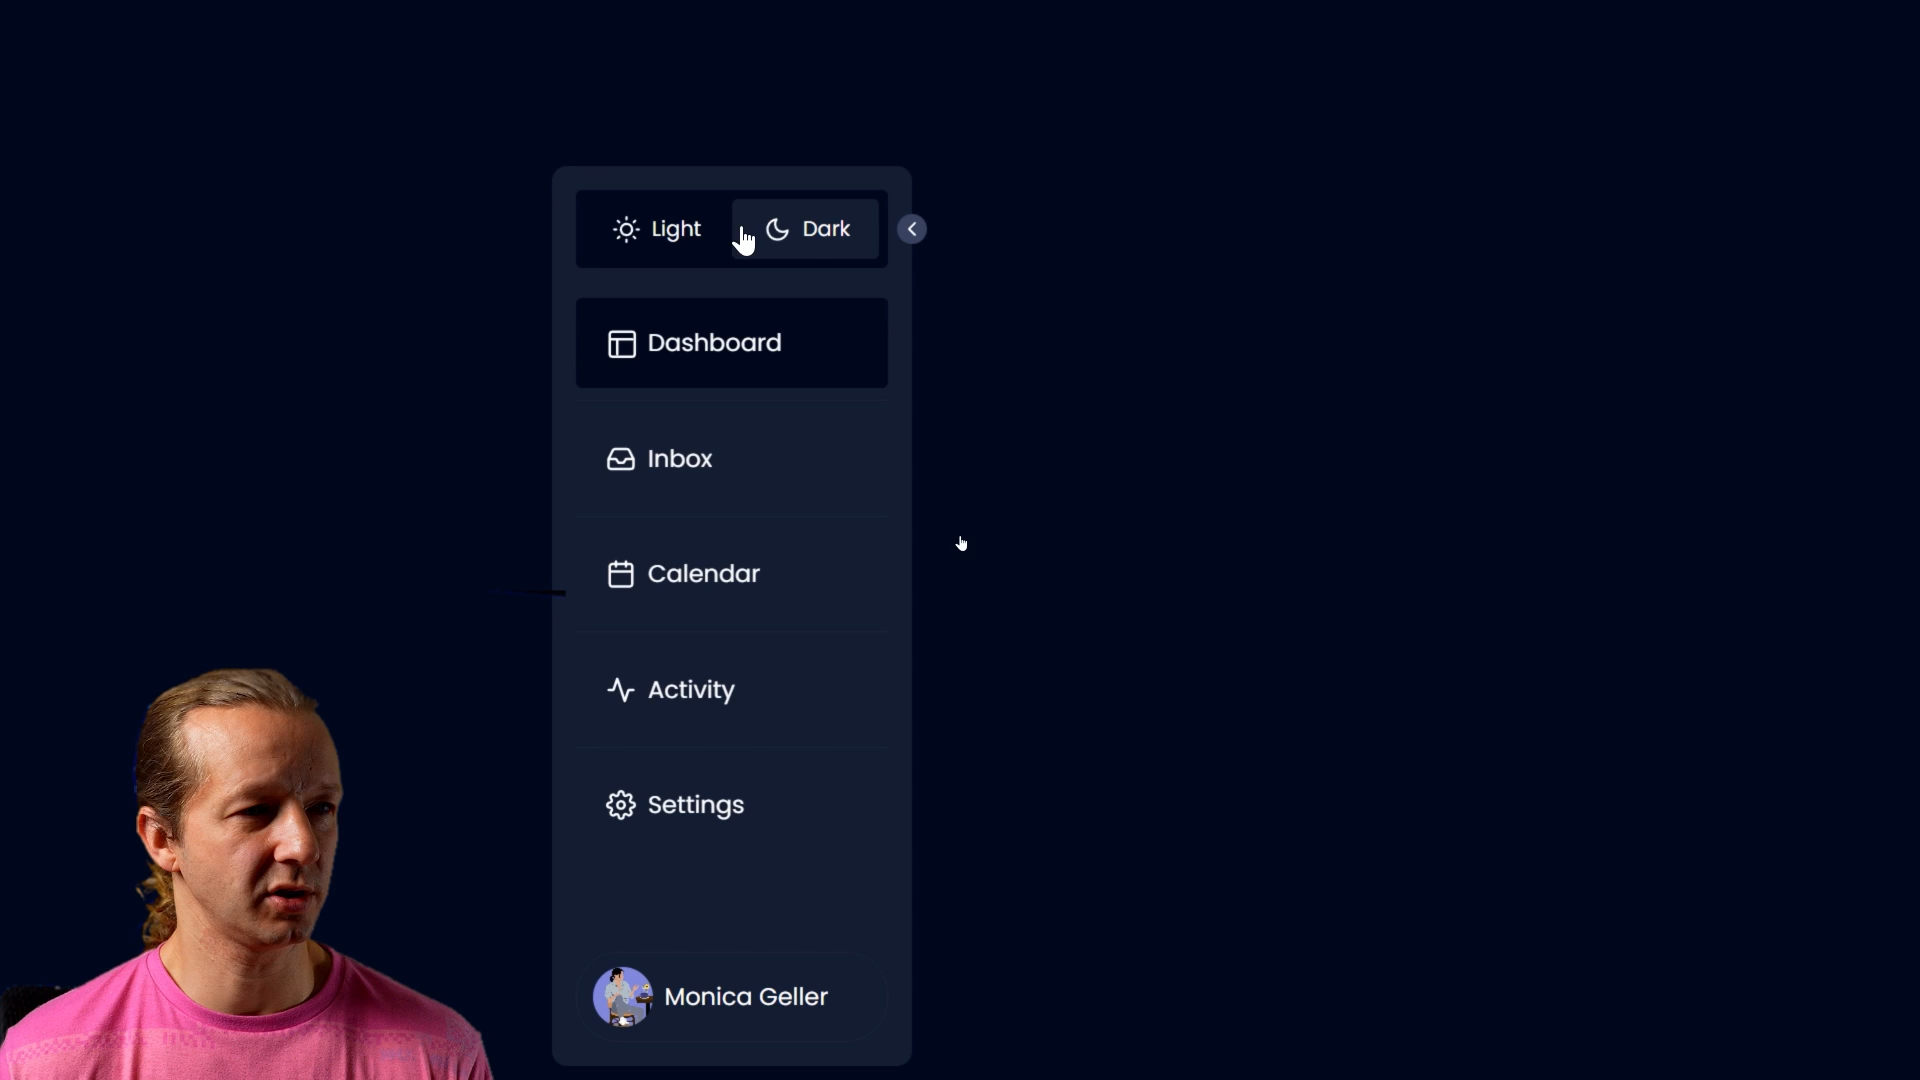 Light Dark
Dashboard
Inbox
Calendar
Activity
Settings
Monica Geller